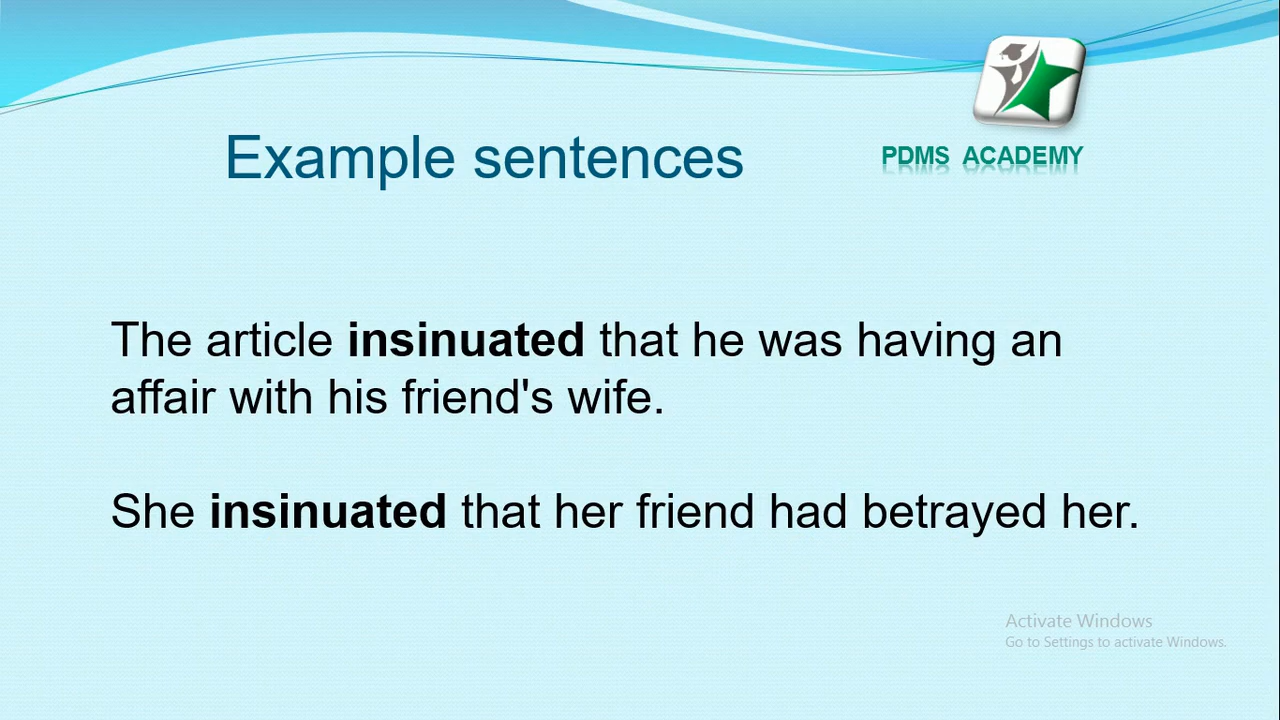 PDMS ACADEMY
Example sentences
The article insinuated that he was having an
affair with his friend's wife.
She insinuated that her friend had betrayed her.
Activate Windows
Go to Settings to activate Windows.